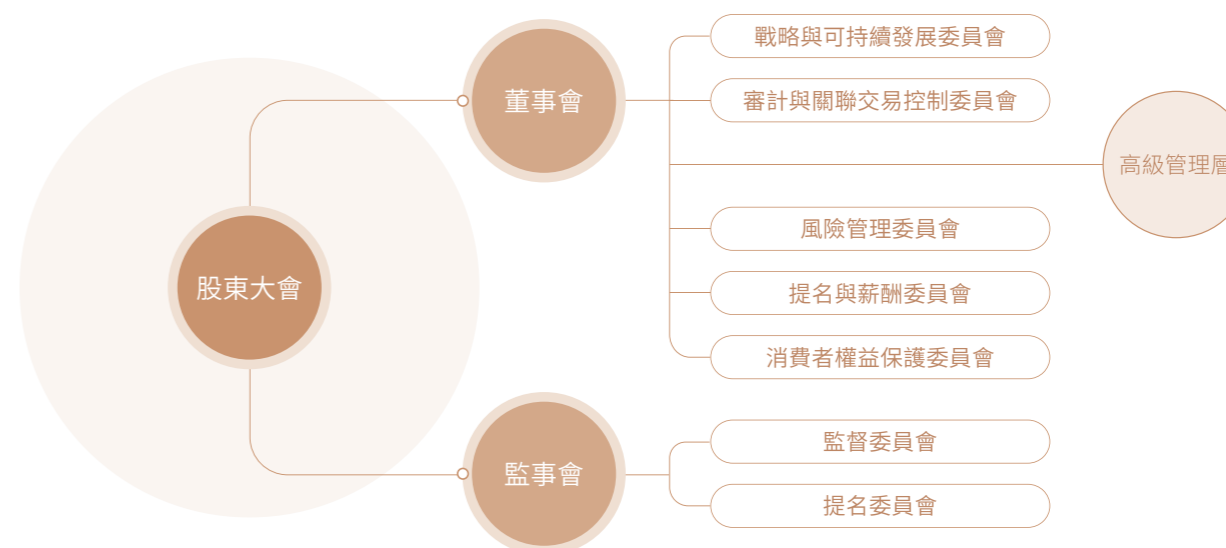 戰略與可持續發展委員會
董事會
審計與關聯交易控制委員會
高級管理層
風險管理委員會
股東大會
提名與薪酬委員會
消費者權益保護委員會
監督委員會
監事會
提名委員會